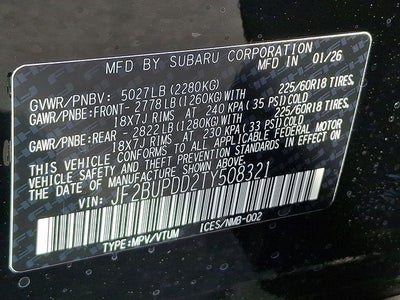 MFD BY SUBARU CORPORATION 01/26
GVWR/PNBV: 5027LB (2280KG)
GAWR/PNBE:FRONT- 2778 LB (1260KG) WITH 225/60R18 TIRES,
18X7J RIMS AT 240 KPA ( 35 PSI) COLD
GAWR/PNBE:REAR - 2822 LB (1280KG) WITH 225/60R18 TIRES,
18X7J RIMS AT 230 KPA ( 33 PSI) COLD
THIS VEHICLE CONFORMS TO ALL APPLICABLE FEDERAL MOTOR
VEHICLE SAFETY, BUMPER, AND THEFT PREVENTION STANDARDS IN EFFECT ON
THE DATE OF MANUFACTURE SHOWN ABOVE.
VIN: JF2BUPDD2TY508321
TYPE:MPV/VTUM ICES/NMB-002